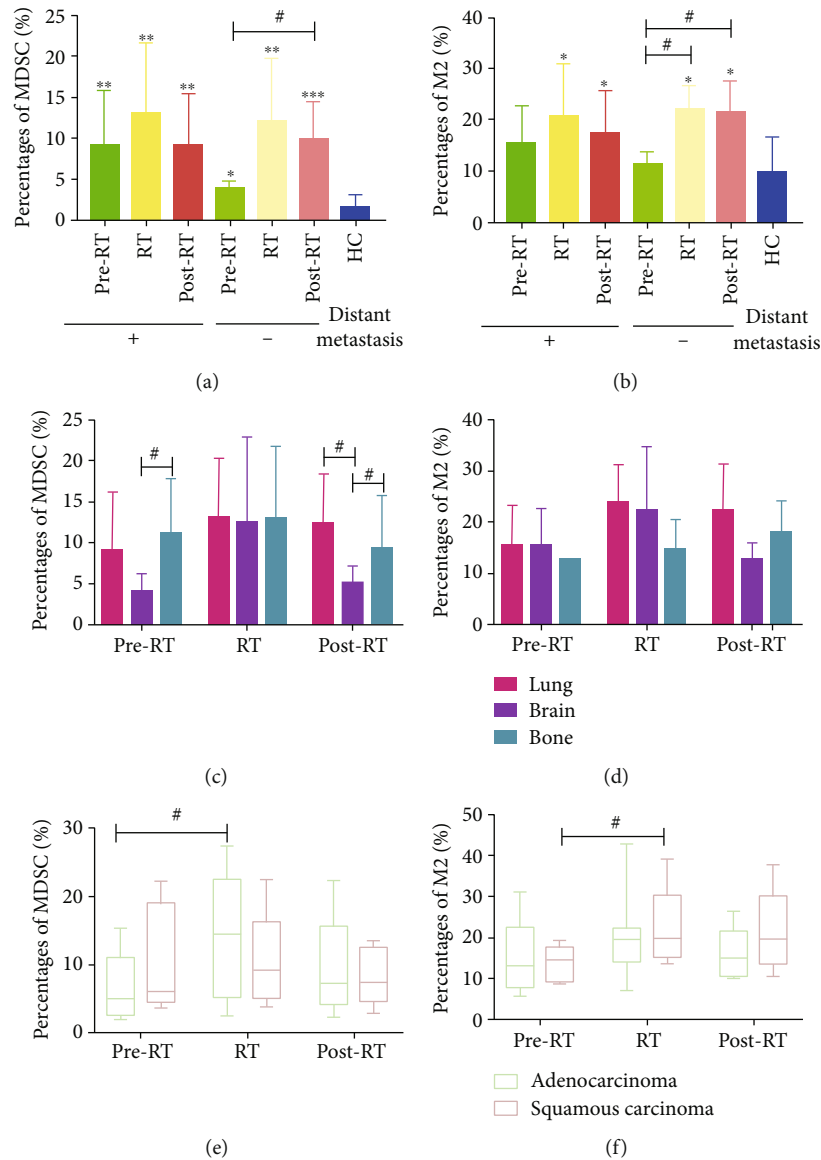 Percentages of MDSC (%)
25
20
15
10
5
0
** ** ** * ** ***
#
Pre-RT RT Post-RT Pre-RT RT Post-RT HC
+ − Distant
metastasis
(a)
Percentages of M2 (%)
40
30
20
10
0
* * * *
# #
Pre-RT RT Post-RT Pre-RT RT Post-RT HC
+ − Distant
metastasis
(b)
Percentages of MDSC (%)
25
20
15
10
5
0
# # #
Pre-RT RT Post-RT
(c)
Percentages of M2 (%)
40
30
20
10
0
Pre-RT RT Post-RT
Lung
Brain
Bone
(d)
Percentages of MDSC (%)
30
20
10
0
#
Pre-RT RT Post-RT
(e)
Percentages of M2 (%)
50
40
30
20
10
0
#
Pre-RT RT Post-RT
Adenocarcinoma
Squamous carcinoma
(f)